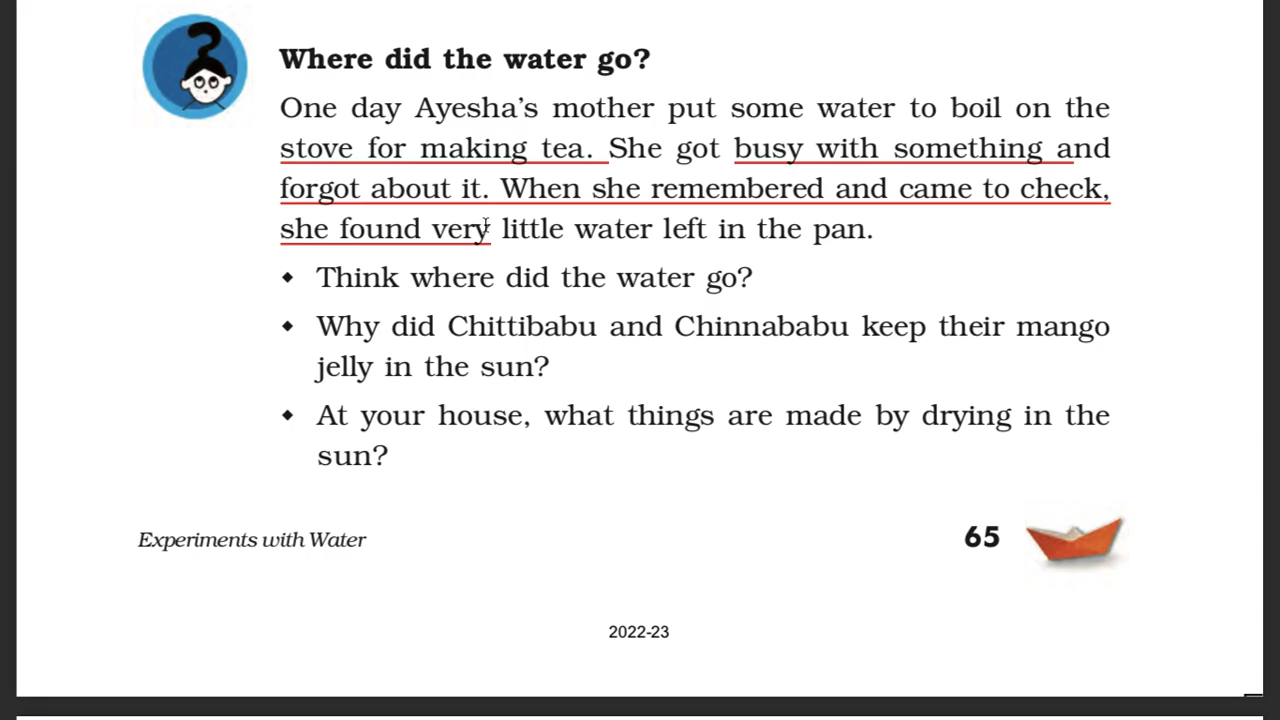 Where did the water go?
One day Ayesha's mother put some water to boil on the
stove for making tea. She got busy with something and
forgot about it. When she remembered and came to check,
she found very little water left in the pan.
Think where did the water go?
Why did Chittibabu and Chinnababu keep their mango
jelly in the sun?
At your house, what things are made by drying in the
sun?
Experiments with Water
65
2022-23